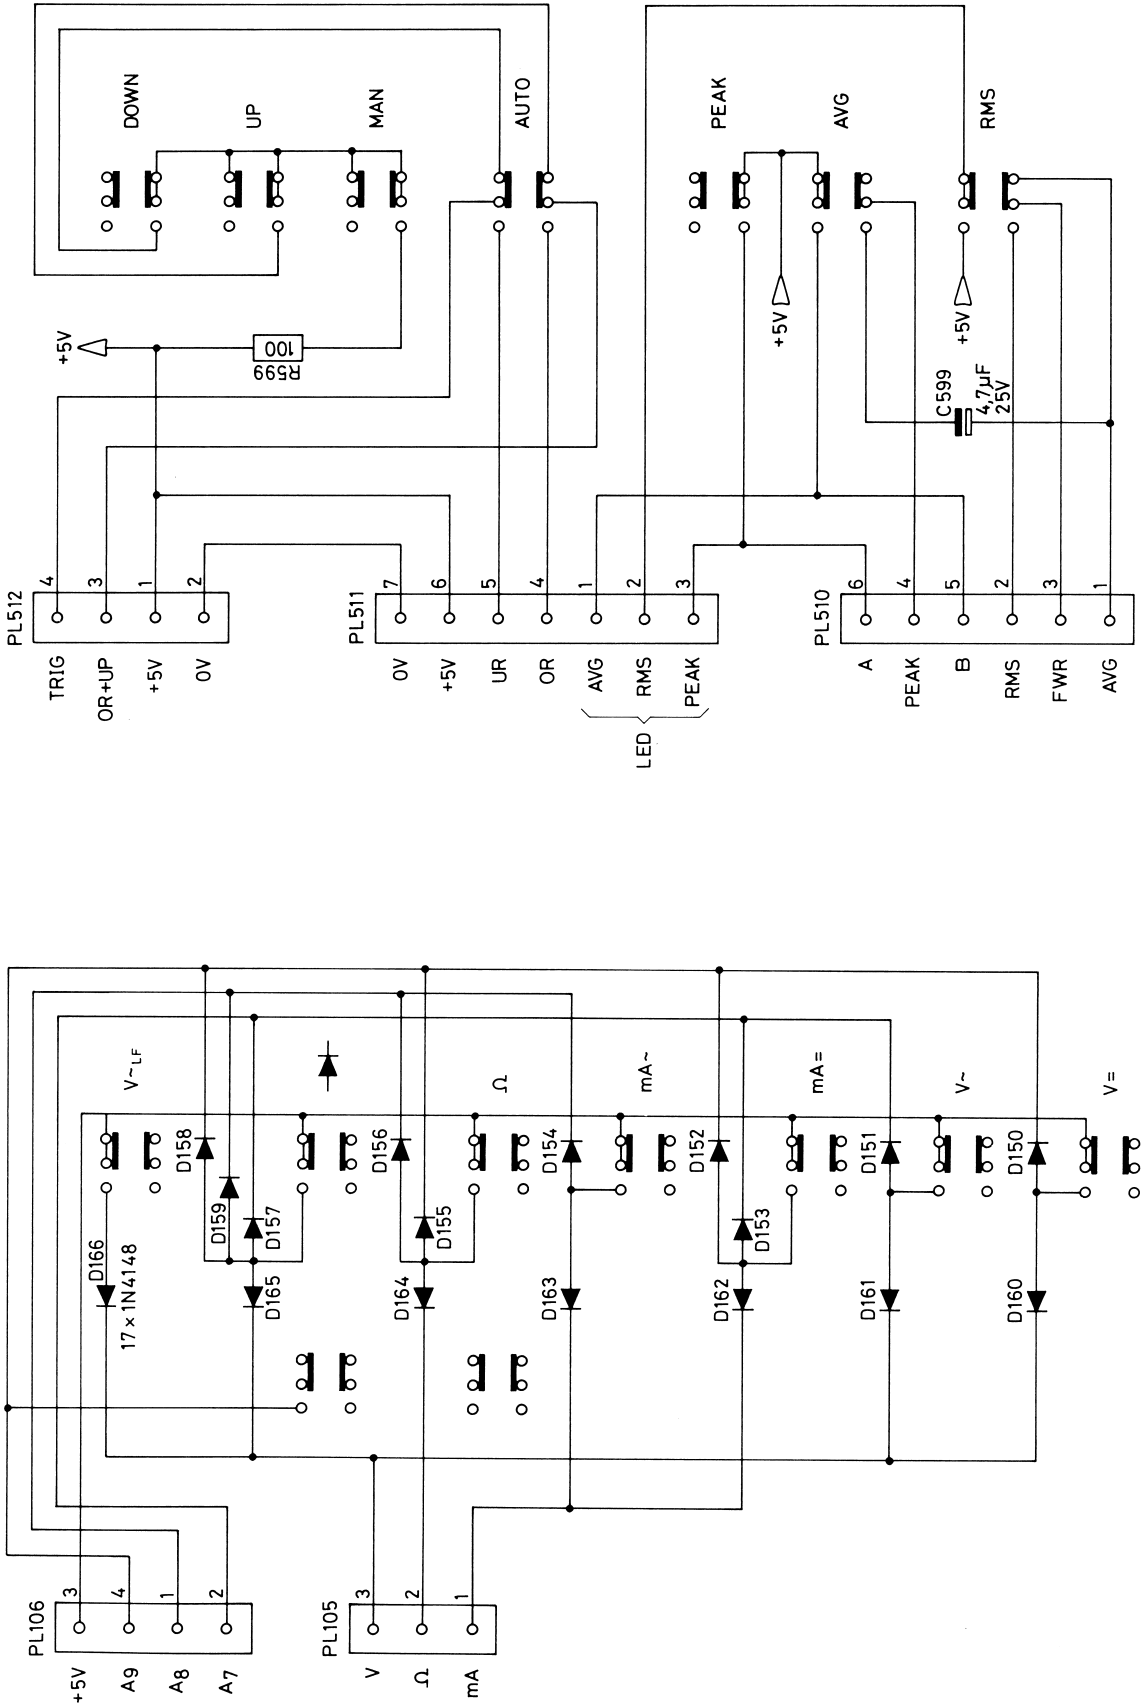 DOWN
UP
MAN
AUTO
PEAK
AVG
RMS
+5V
R599
100
+5V
+5V
C599
4,7µF
25V
PL512
4
3
1
2
TRIG
OR+UP
+5V
0V
PL511
7
6
5
4
1
2
3
0V
+5V
UR
OR
AVG
RMS
PEAK
LED
PL510
6
4
5
2
3
1
A
PEAK
B
RMS
FWR
AVG
V~LF
Ω
mA~
mA=
V~
V=
D158
D156
D154
D152
D151
D150
D159
D157
D155
D153
D166
17×1N4148
D165
D164
D163
D162
D161
D160
PL106
3
4
1
2
+5V
A9
A8
A7
PL105
3
2
1
V
Ω
mA